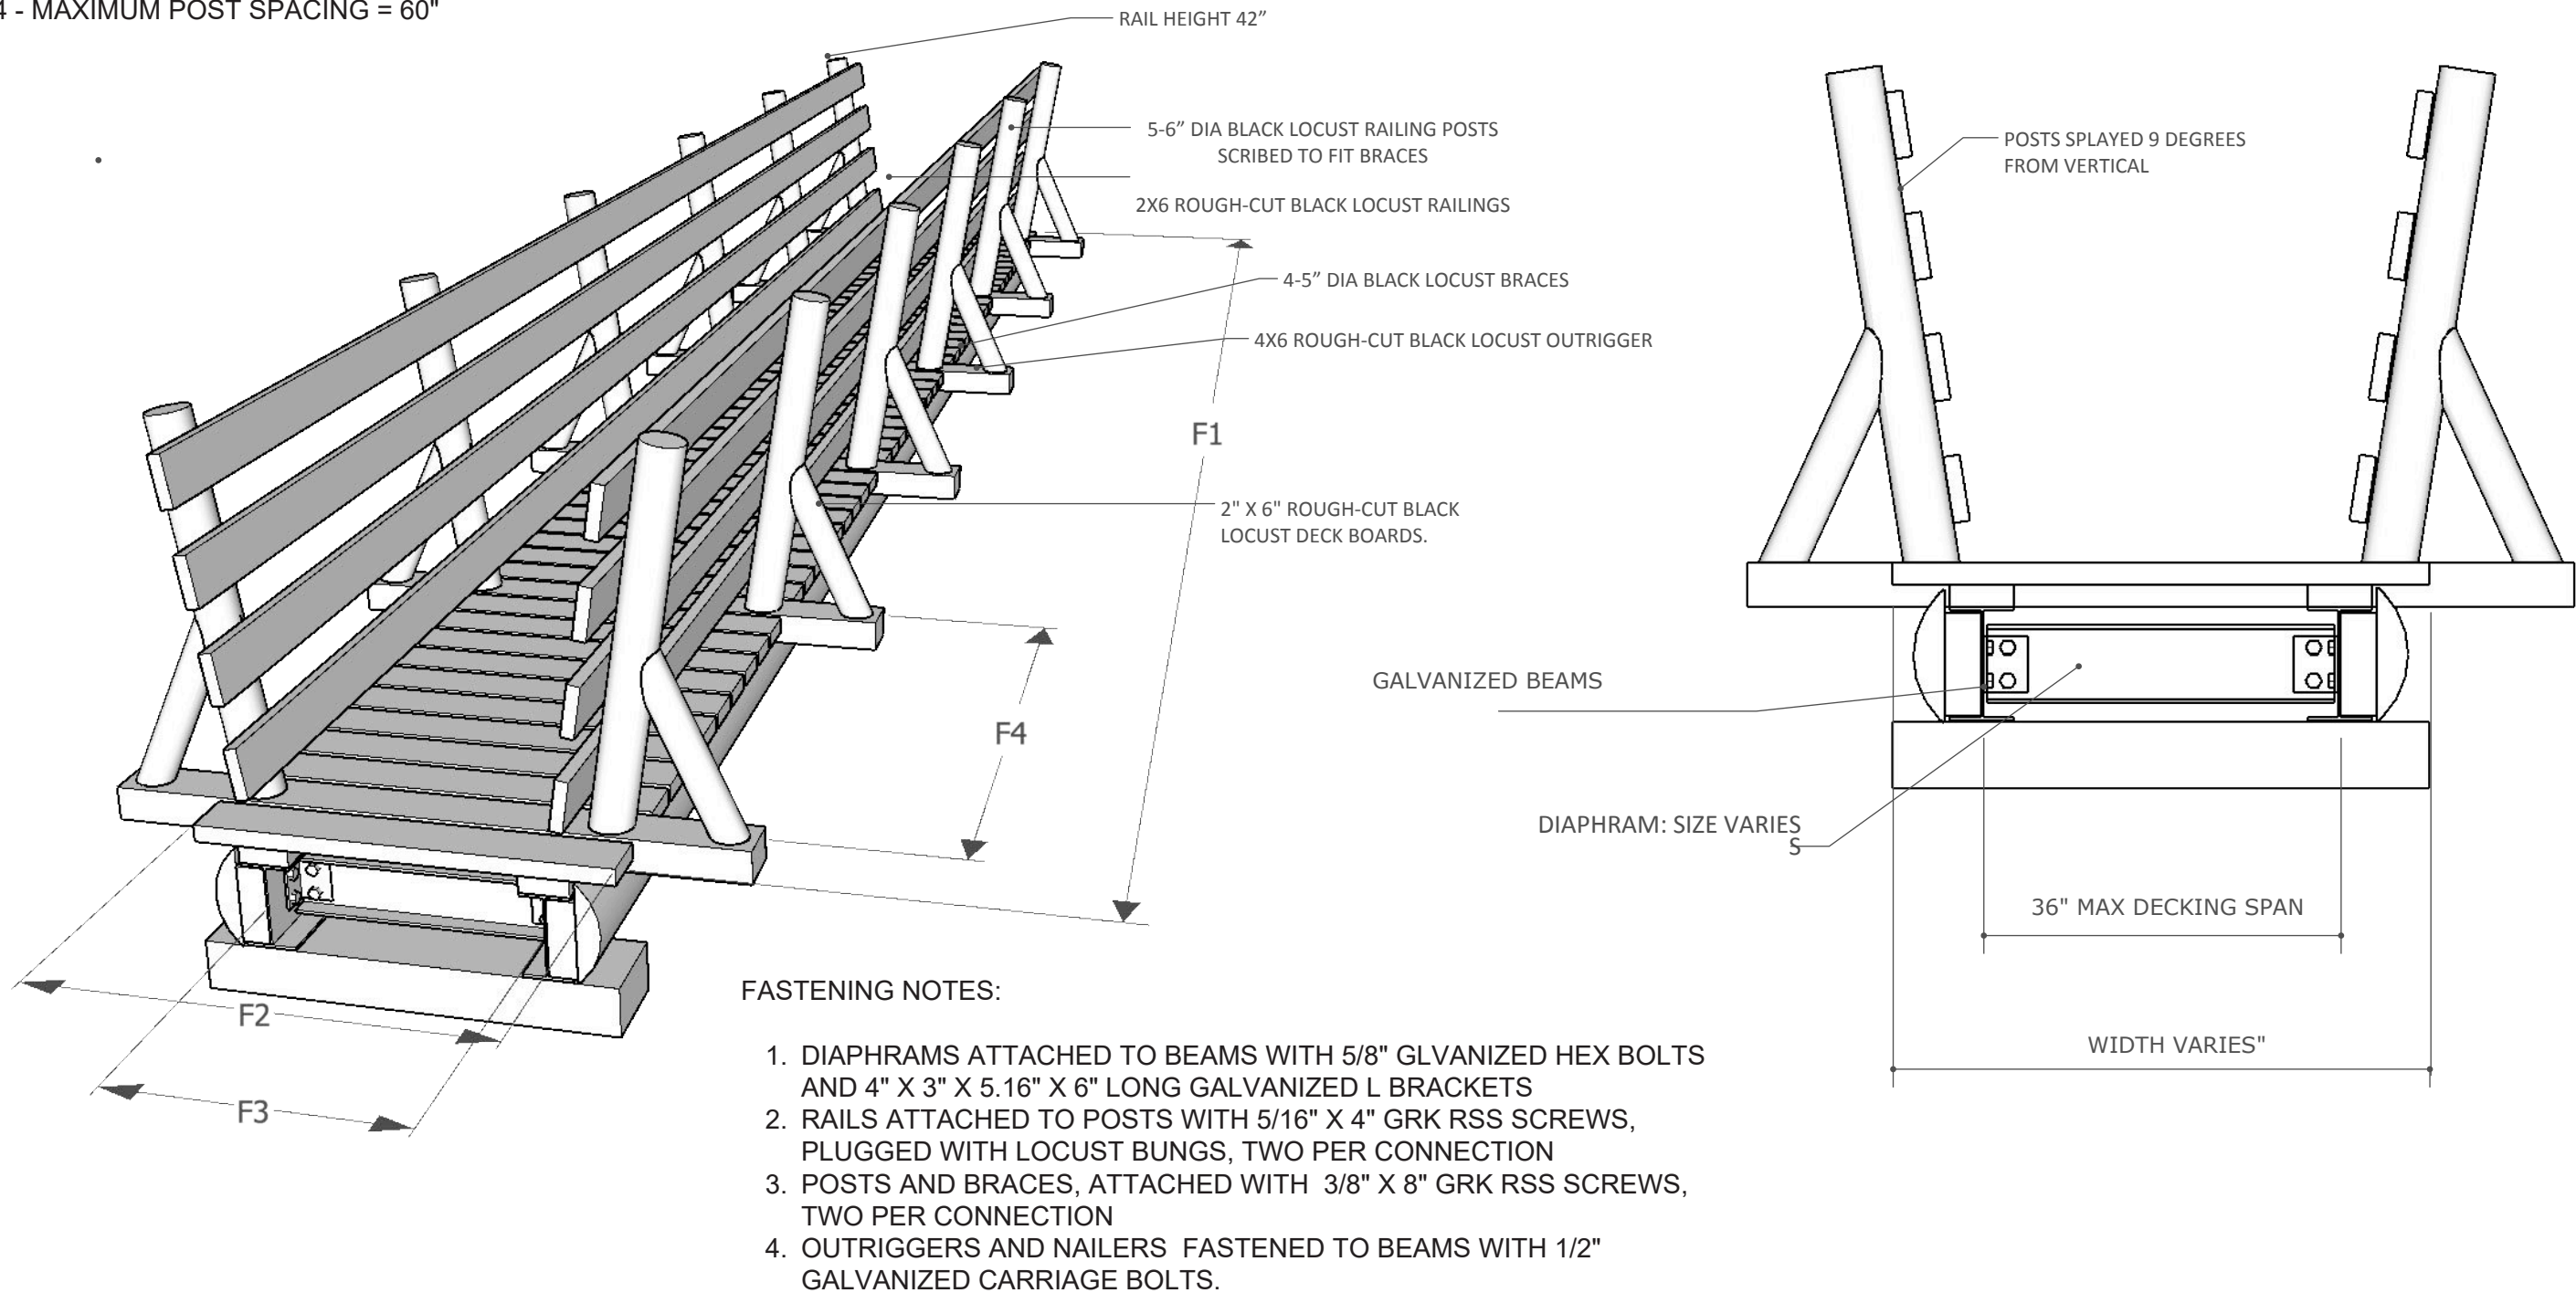 4 - MAXIMUM POST SPACING = 60"
RAIL HEIGHT 42”
5-6” DIA BLACK LOCUST RAILING POSTS
SCRIBED TO FIT BRACES
2X6 ROUGH-CUT BLACK LOCUST RAILINGS
4-5” DIA BLACK LOCUST BRACES
4X6 ROUGH-CUT BLACK LOCUST OUTRIGGER
2" X 6" ROUGH-CUT BLACK
LOCUST DECK BOARDS.
F1
F4
F2
F3
POSTS SPLAYED 9 DEGREES
FROM VERTICAL
GALVANIZED BEAMS
DIAPHRAM: SIZE VARIES
S
36" MAX DECKING SPAN
WIDTH VARIES"
FASTENING NOTES:
1. DIAPHRAMS ATTACHED TO BEAMS WITH 5/8" GLVANIZED HEX BOLTS
AND 4" X 3" X 5.16" X 6" LONG GALVANIZED L BRACKETS
2. RAILS ATTACHED TO POSTS WITH 5/16" X 4" GRK RSS SCREWS,
PLUGGED WITH LOCUST BUNGS, TWO PER CONNECTION
3. POSTS AND BRACES, ATTACHED WITH 3/8" X 8" GRK RSS SCREWS,
TWO PER CONNECTION
4. OUTRIGGERS AND NAILERS FASTENED TO BEAMS WITH 1/2"
GALVANIZED CARRIAGE BOLTS.